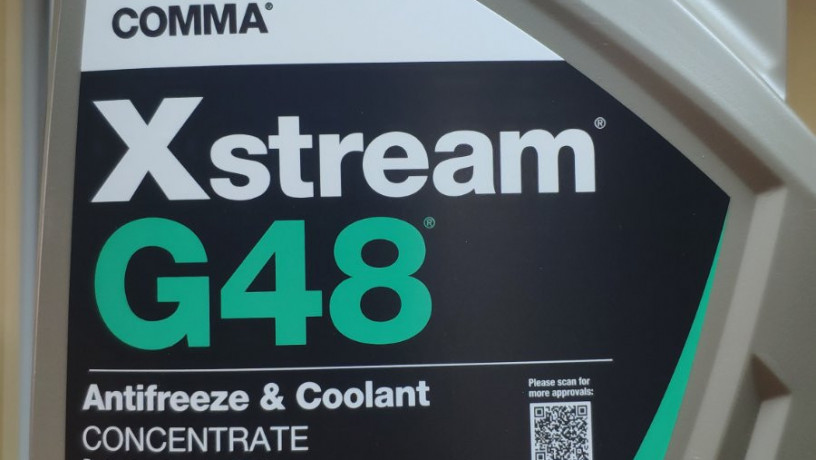 COMMA®
Xstream®
G48®
Antifreeze & Coolant
CONCENTRATE
Please scan for
more approvals: